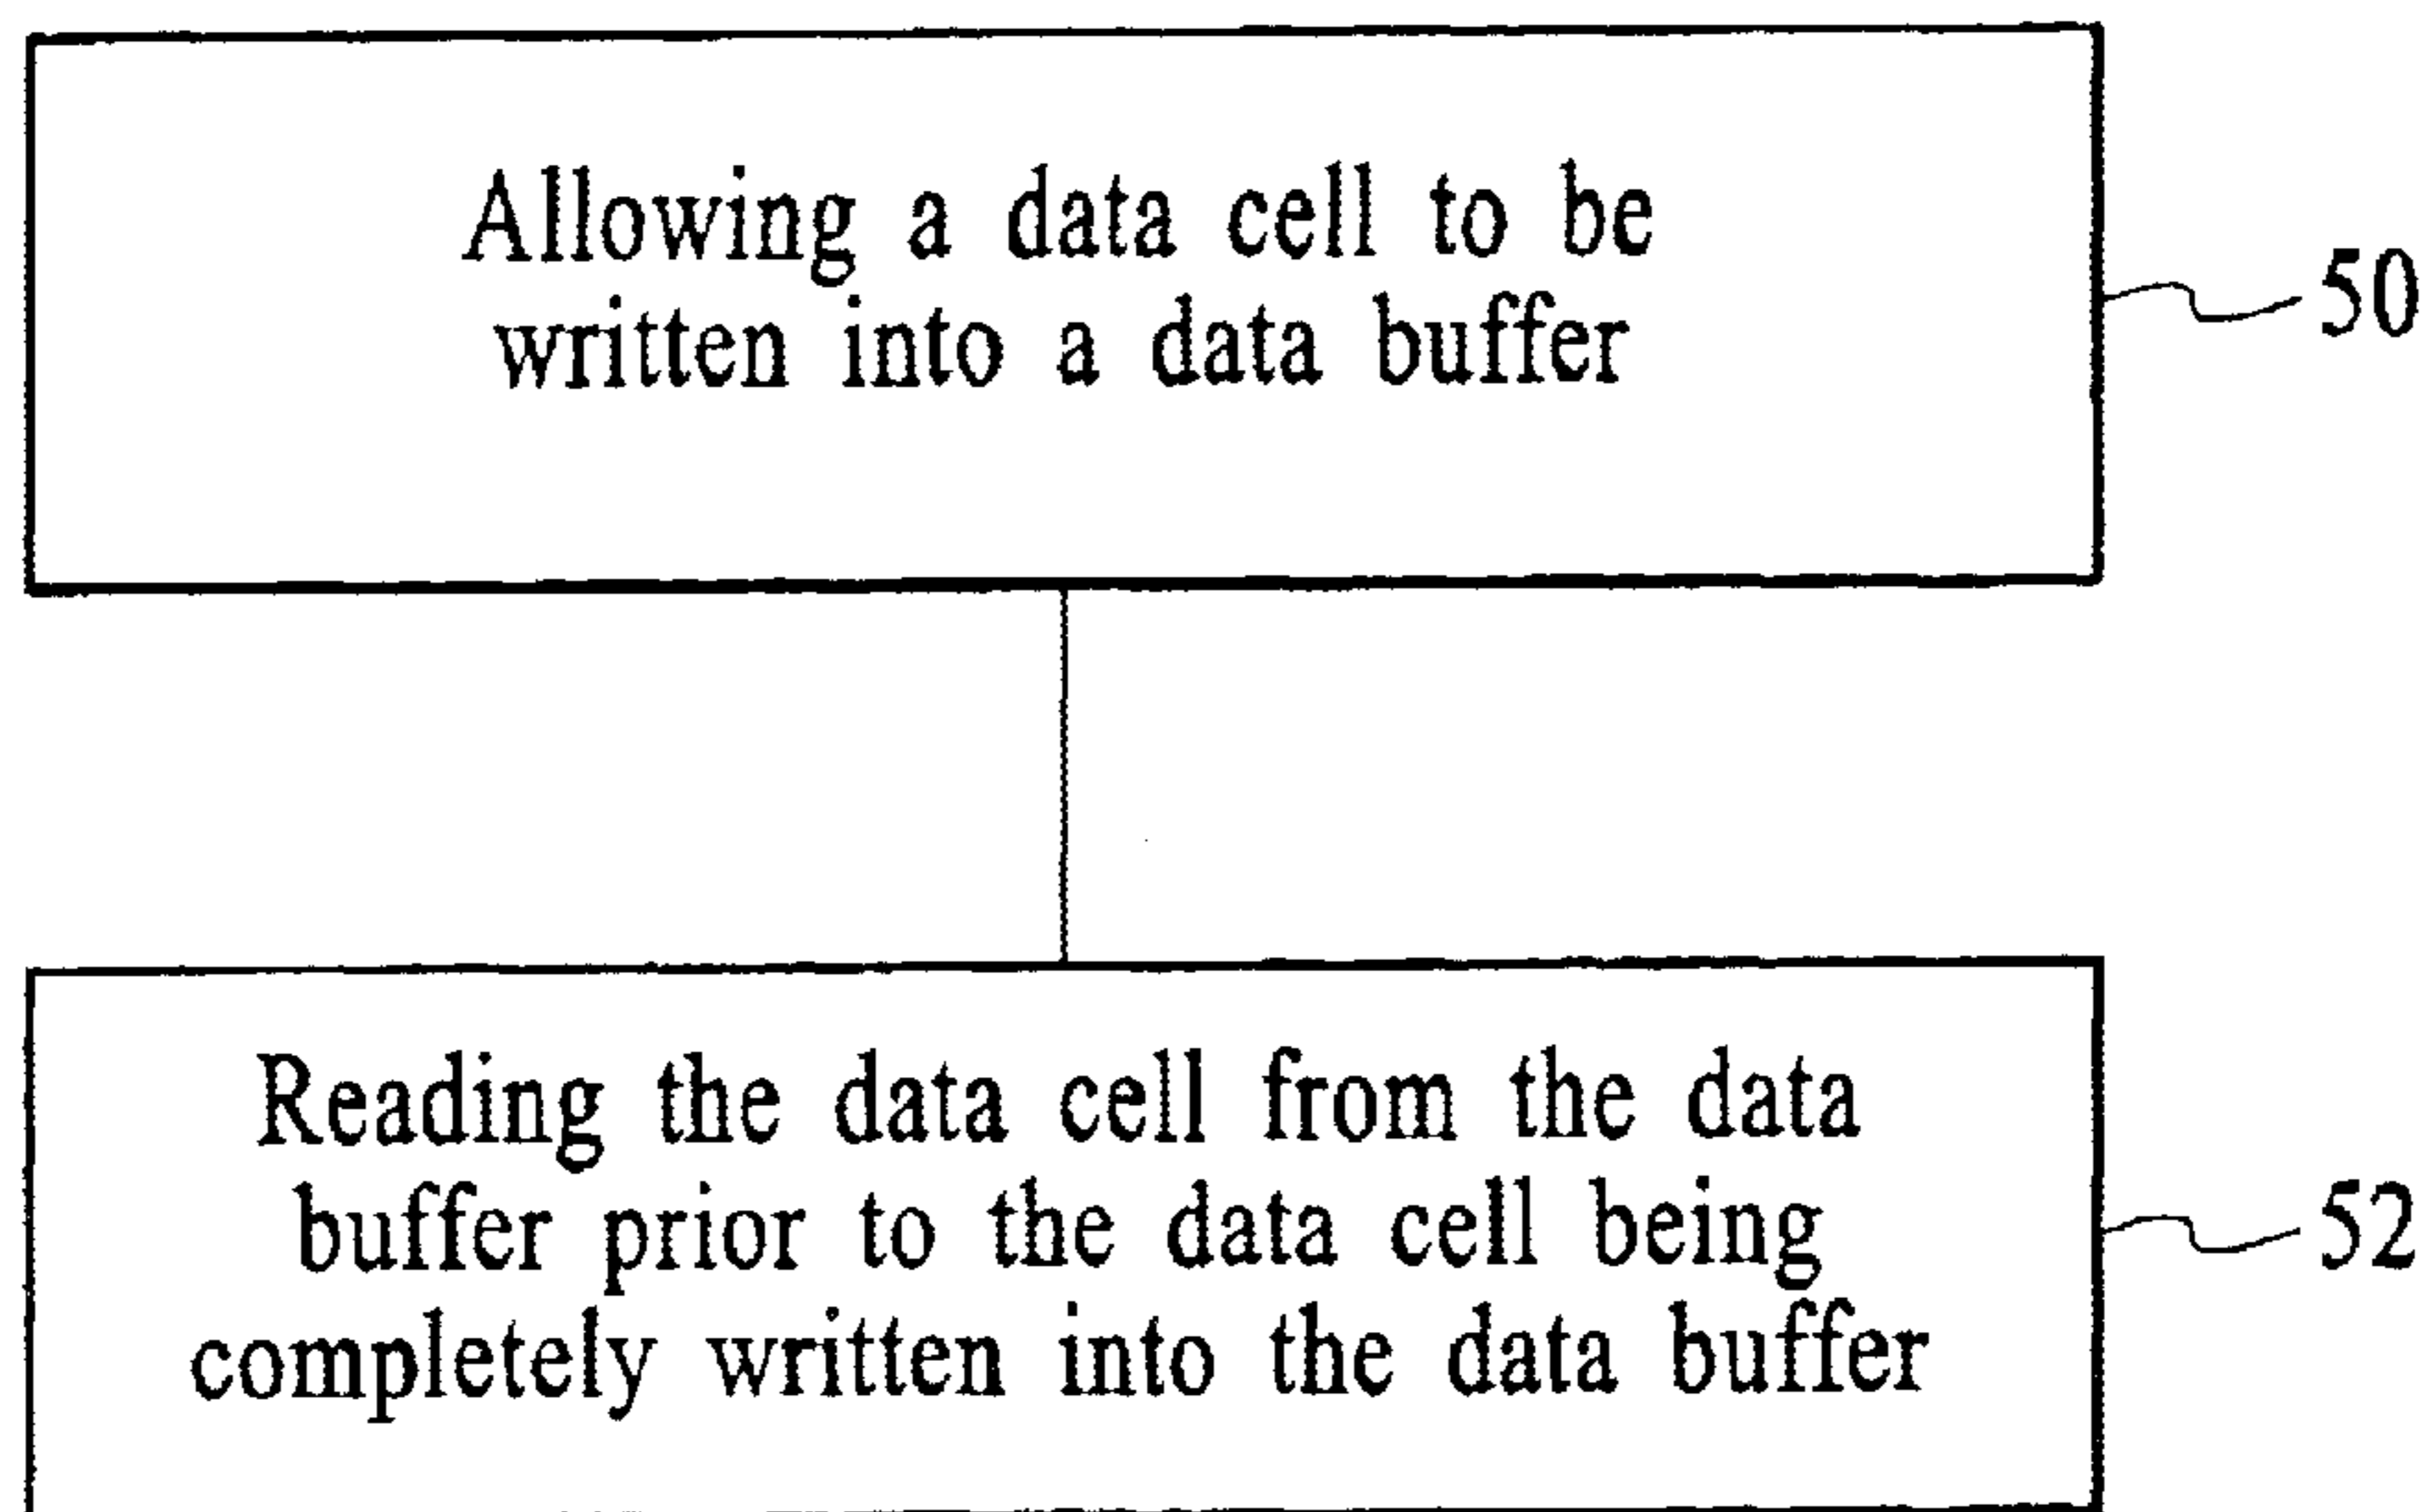 Allowing a data cell to be
written into a data buffer
50
Reading the data cell from the data
buffer prior to the data cell being
completely written into the data buffer
52